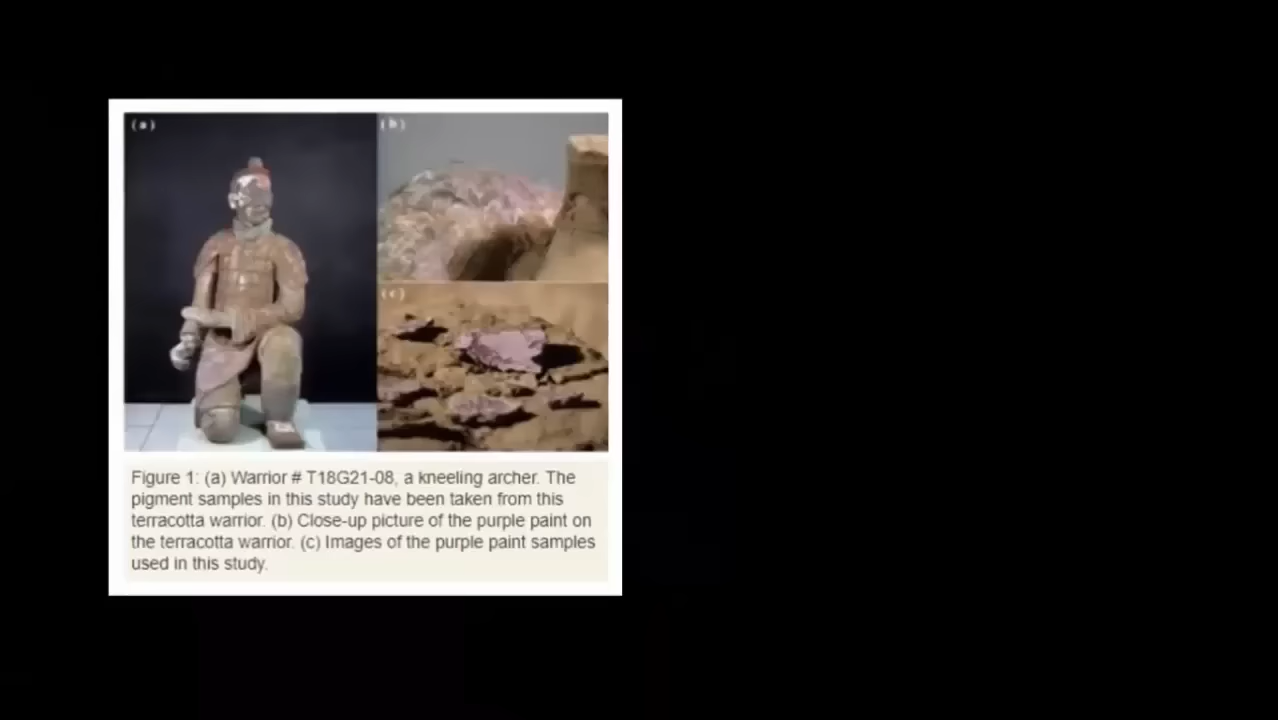 (a)
(b)
(c)
Figure 1: (a) Warrior # T18G21-08, a kneeling archer. The
pigment samples in this study have been taken from this
terracotta warrior. (b) Close-up picture of the purple paint on
the terracotta warrior. (c) Images of the purple paint samples
used in this study.